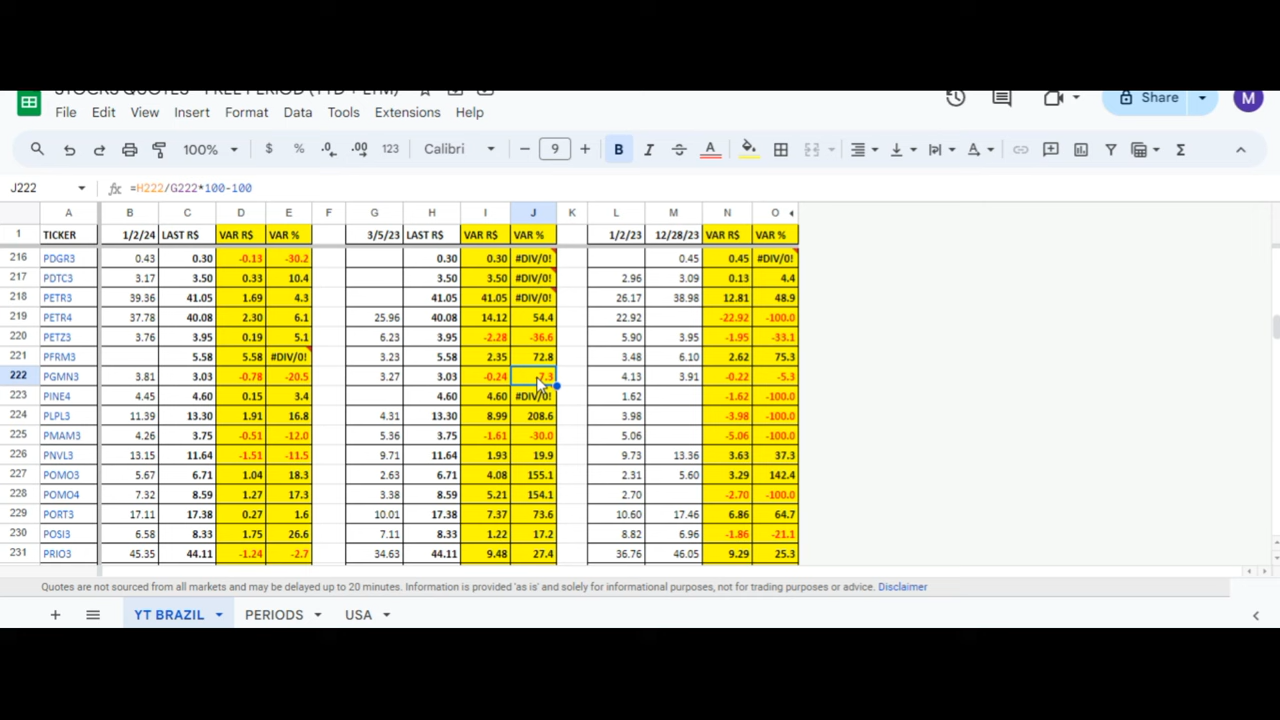 STOCKS QUOTES - FREE PERIOD (YTD + LTM)
File Edit View Insert Format Data Tools Extensions Help
Share M
100% $ % .0 .00 123 Calibri 9 B I A
J222 fx =H222/G222*100-100
A B C D E F G H I J K L M N O
1 TICKER 1/2/24 LAST R$ VAR R$ VAR % 3/5/23 LAST R$ VAR R$ VAR % 1/2/23 12/28/23 VAR R$ VAR %
216 PDGR3 0.43 0.30 -0.13 -30.2 0.30 0.30 #DIV/0! 0.45 0.45 #DIV/0!
217 PDTC3 3.17 3.50 0.33 10.4 3.50 3.50 #DIV/0! 2.96 3.09 0.13 4.4
218 PETR3 39.36 41.05 1.69 4.3 41.05 41.05 #DIV/0! 26.17 38.98 12.81 48.9
219 PETR4 37.78 40.08 2.30 6.1 25.96 40.08 14.12 54.4 22.92 -22.92 -100.0
220 PETZ3 3.76 3.95 0.19 5.1 6.23 3.95 -2.28 -36.6 5.90 3.95 -1.95 -33.1
221 PFRM3 5.58 5.58 #DIV/0! 3.23 5.58 2.35 72.8 3.48 6.10 2.62 75.3
222 PGMN3 3.81 3.03 -0.78 -20.5 3.27 3.03 -0.24 -7.3 4.13 3.91 -0.22 -5.3
223 PINE4 4.45 4.60 0.15 3.4 4.60 4.60 #DIV/0! 1.62 -1.62 -100.0
224 PLPL3 11.39 13.30 1.91 16.8 4.31 13.30 8.99 208.6 3.98 -3.98 -100.0
225 PMAM3 4.26 3.75 -0.51 -12.0 5.36 3.75 -1.61 -30.0 5.06 -5.06 -100.0
226 PNVL3 13.15 11.64 -1.51 -11.5 9.71 11.64 1.93 19.9 9.73 13.36 3.63 37.3
227 POMO3 5.67 6.71 1.04 18.3 2.63 6.71 4.08 155.1 2.31 5.60 3.29 142.4
228 POMO4 7.32 8.59 1.27 17.3 3.38 8.59 5.21 154.1 2.70 -2.70 -100.0
229 PORT3 17.11 17.38 0.27 1.6 10.01 17.38 7.37 73.6 10.60 17.46 6.86 64.7
230 POSI3 6.58 8.33 1.75 26.6 7.11 8.33 1.22 17.2 8.82 6.96 -1.86 -21.1
231 PRIO3 45.35 44.11 -1.24 -2.7 34.63 44.11 9.48 27.4 36.76 46.05 9.29 25.3
Quotes are not sourced from all markets and may be delayed up to 20 minutes. Information is provided 'as is' and solely for informational purposes, not for trading purposes or advice. Disclaimer
YT BRAZIL PERIODS USA